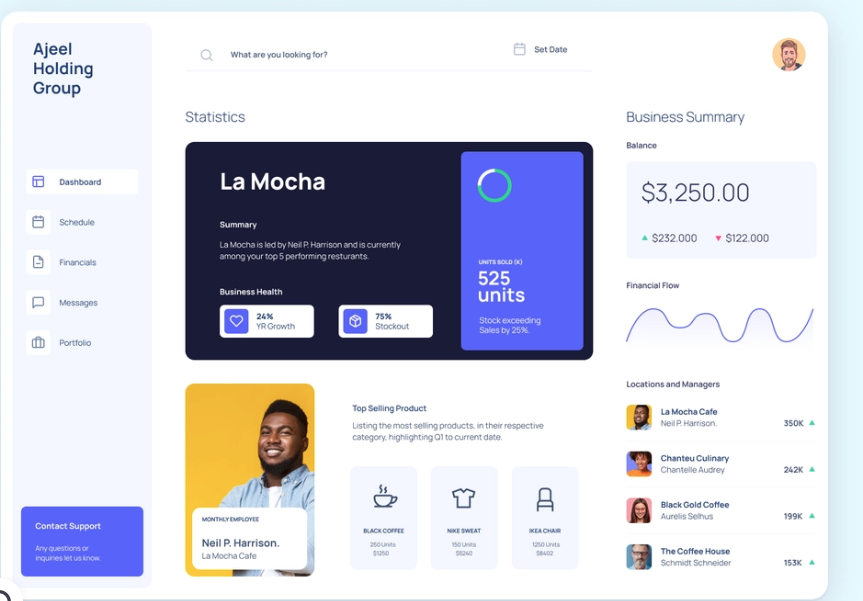 Ajeel
Holding
Group
Dashboard
Schedule
Financials
Messages
Portfolio
Contact Support
Any questions or
inquiries let us know.
What are you looking for?
Set Date
Statistics
La Mocha
Summary
La Mocha is led by Neil P. Harrison and is currently
among your top 5 performing resturants.
Business Health
24%
YR Growth
75%
Stockout
UNITS SOLD (K)
525
units
Stock exceeding
Sales by 25%.
MONTHLY EMPLOYEE
Neil P. Harrison.
La Mocha Cafe
Top Selling Product
Listing the most selling products, in their respective
category, highlighting Q1 to current date.
BLACK COFFEE
250 Units
$1250
NIKE SWEAT
150 Units
$5240
IKEA CHAIR
1250 Units
$8402
Business Summary
Balance
$3,250.00
$232.000
$122.000
Financial Flow
Locations and Managers
La Mocha Cafe
Neil P. Harrison.
350K
Chanteu Culinary
Chantelle Audrey
242K
Black Gold Coffee
Aurelis Selhus
199K
The Coffee House
Schmidt Schneider
153K